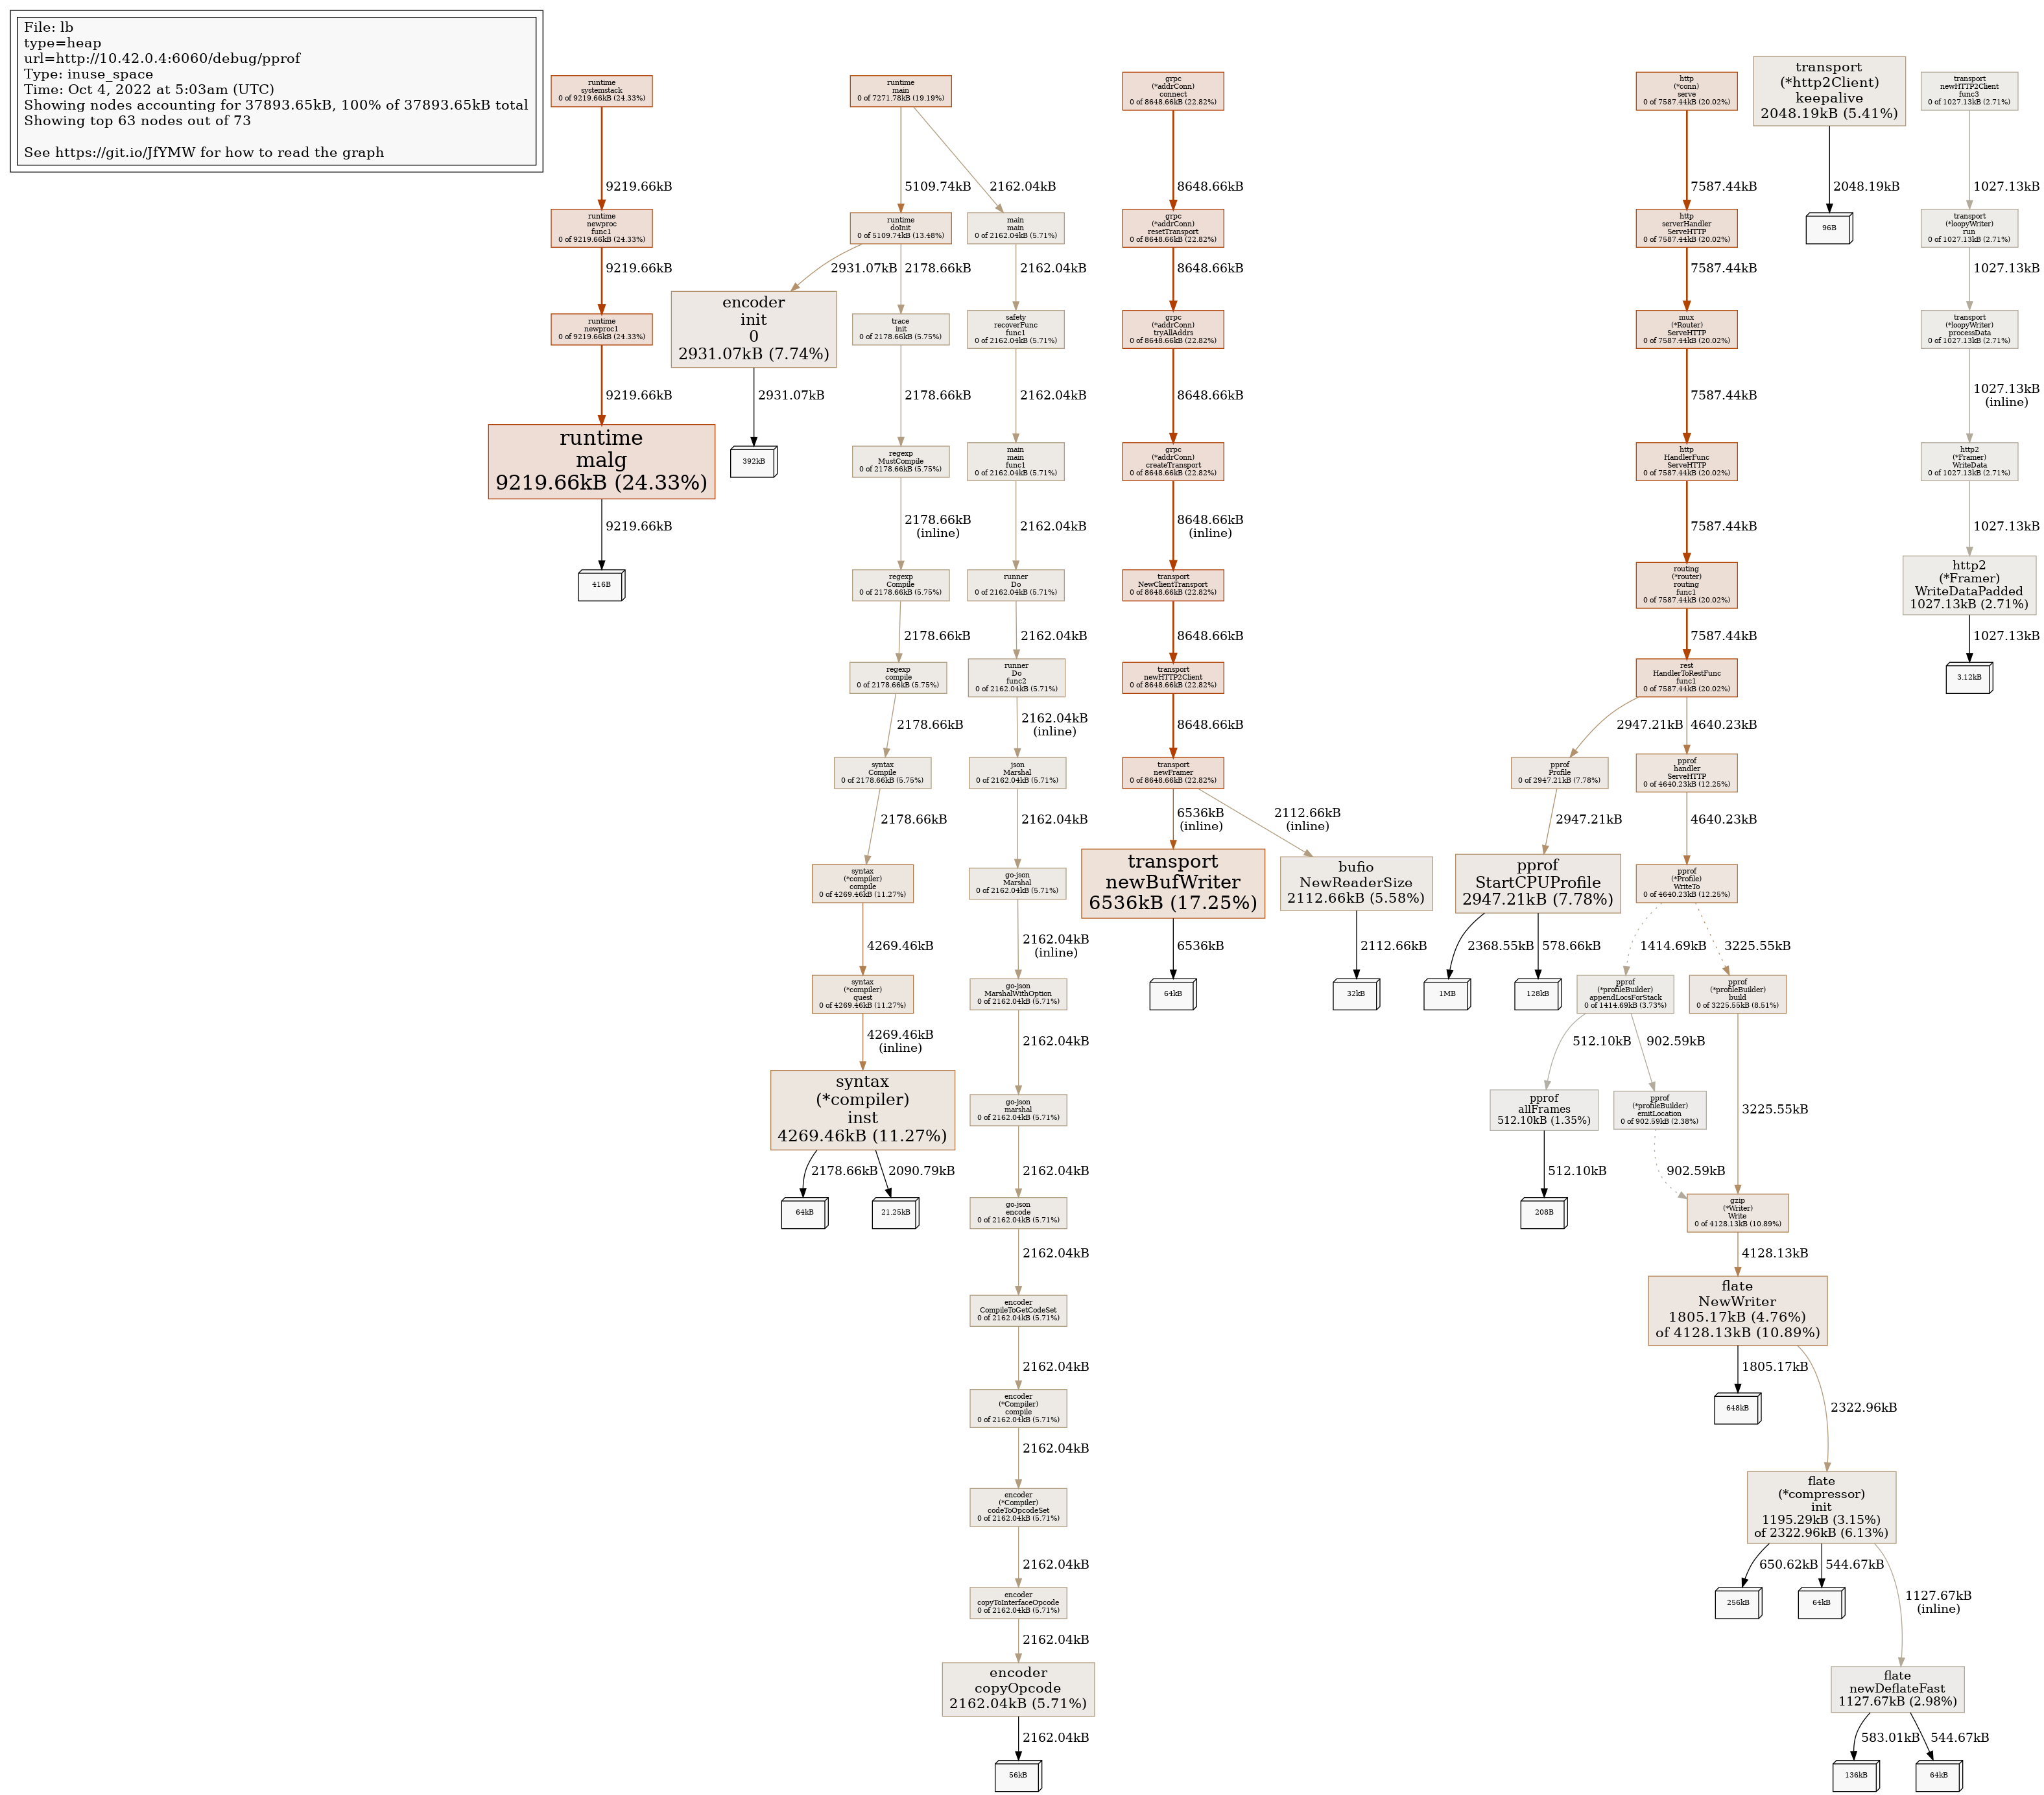 File: lb
type=heap
url=http://10.42.0.4:6060/debug/pprof
Type: inuse_space
Time: Oct 4, 2022 at 5:03am (UTC)
Showing nodes accounting for 37893.65kB, 100% of 37893.65kB total
Showing top 63 nodes out of 73
See https://git.io/JfYMW for how to read the graph
runtime
systemstack
0 of 9219.66kB (24.33%)
9219.66kB
runtime
newproc
func1
0 of 9219.66kB (24.33%)
9219.66kB
runtime
newproc1
0 of 9219.66kB (24.33%)
9219.66kB
runtime
malg
9219.66kB (24.33%)
9219.66kB
416B
runtime
main
0 of 7271.78kB (19.19%)
5109.74kB
2162.04kB
runtime
doInit
0 of 5109.74kB (13.48%)
2931.07kB
2178.66kB
encoder
init
0
2931.07kB (7.74%)
2931.07kB
392kB
trace
init
0 of 2178.66kB (5.75%)
2178.66kB
regexp
MustCompile
0 of 2178.66kB (5.75%)
2178.66kB
(inline)
regexp
Compile
0 of 2178.66kB (5.75%)
2178.66kB
regexp
compile
0 of 2178.66kB (5.75%)
2178.66kB
syntax
Compile
0 of 2178.66kB (5.75%)
2178.66kB
syntax
(*compiler)
compile
0 of 4269.46kB (11.27%)
4269.46kB
syntax
(*compiler)
quest
0 of 4269.46kB (11.27%)
4269.46kB
(inline)
syntax
(*compiler)
inst
4269.46kB (11.27%)
2178.66kB
2090.79kB
64kB
21.25kB
main
main
0 of 2162.04kB (5.71%)
2162.04kB
safety
recoverFunc
func1
0 of 2162.04kB (5.71%)
2162.04kB
main
main
func1
0 of 2162.04kB (5.71%)
2162.04kB
runner
Do
0 of 2162.04kB (5.71%)
2162.04kB
runner
Do
func2
0 of 2162.04kB (5.71%)
2162.04kB
(inline)
json
Marshal
0 of 2162.04kB (5.71%)
2162.04kB
go-json
Marshal
0 of 2162.04kB (5.71%)
2162.04kB
(inline)
go-json
MarshalWithOption
0 of 2162.04kB (5.71%)
2162.04kB
go-json
marshal
0 of 2162.04kB (5.71%)
2162.04kB
go-json
encode
0 of 2162.04kB (5.71%)
2162.04kB
encoder
CompileToGetCodeSet
0 of 2162.04kB (5.71%)
2162.04kB
encoder
(*Compiler)
compile
0 of 2162.04kB (5.71%)
2162.04kB
encoder
(*Compiler)
codeToOpcodeSet
0 of 2162.04kB (5.71%)
2162.04kB
encoder
copyToInterfaceOpcode
0 of 2162.04kB (5.71%)
2162.04kB
encoder
copyOpcode
2162.04kB (5.71%)
2162.04kB
56kB
grpc
(*addrConn)
connect
0 of 8648.66kB (22.82%)
8648.66kB
grpc
(*addrConn)
resetTransport
0 of 8648.66kB (22.82%)
8648.66kB
grpc
(*addrConn)
tryAllAddrs
0 of 8648.66kB (22.82%)
8648.66kB
grpc
(*addrConn)
createTransport
0 of 8648.66kB (22.82%)
8648.66kB
(inline)
transport
NewClientTransport
0 of 8648.66kB (22.82%)
8648.66kB
transport
newHTTP2Client
0 of 8648.66kB (22.82%)
8648.66kB
transport
newFramer
0 of 8648.66kB (22.82%)
6536kB
(inline)
2112.66kB
(inline)
transport
newBufWriter
6536kB (17.25%)
6536kB
64kB
bufio
NewReaderSize
2112.66kB (5.58%)
2112.66kB
32kB
http
(*conn)
serve
0 of 7587.44kB (20.02%)
7587.44kB
http
serverHandler
ServeHTTP
0 of 7587.44kB (20.02%)
7587.44kB
mux
(*Router)
ServeHTTP
0 of 7587.44kB (20.02%)
7587.44kB
http
HandlerFunc
ServeHTTP
0 of 7587.44kB (20.02%)
7587.44kB
routing
(*router)
routing
func1
0 of 7587.44kB (20.02%)
7587.44kB
rest
HandlerToRestFunc
func1
0 of 7587.44kB (20.02%)
2947.21kB
4640.23kB
pprof
Profile
0 of 2947.21kB (7.78%)
2947.21kB
pprof
StartCPUProfile
2947.21kB (7.78%)
2368.55kB
578.66kB
1MB
128kB
pprof
handler
ServeHTTP
0 of 4640.23kB (12.25%)
4640.23kB
pprof
(*Profile)
WriteTo
0 of 4640.23kB (12.25%)
1414.69kB
3225.55kB
pprof
(*profileBuilder)
appendLocsForStack
0 of 1414.69kB (3.73%)
512.10kB
902.59kB
pprof
(*profileBuilder)
build
0 of 3225.55kB (8.51%)
3225.55kB
pprof
allFrames
512.10kB (1.35%)
512.10kB
208B
pprof
(*profileBuilder)
emitLocation
0 of 902.59kB (2.38%)
902.59kB
gzip
(*Writer)
Write
0 of 4128.13kB (10.89%)
4128.13kB
flate
NewWriter
1805.17kB (4.76%)
of 4128.13kB (10.89%)
1805.17kB
2322.96kB
648kB
flate
(*compressor)
init
1195.29kB (3.15%)
of 2322.96kB (6.13%)
650.62kB
544.67kB
1127.67kB
(inline)
256kB
64kB
flate
newDeflateFast
1127.67kB (2.98%)
583.01kB
544.67kB
136kB
64kB
transport
(*http2Client)
keepalive
2048.19kB (5.41%)
2048.19kB
96B
transport
newHTTP2Client
func3
0 of 1027.13kB (2.71%)
1027.13kB
transport
(*loopyWriter)
run
0 of 1027.13kB (2.71%)
1027.13kB
transport
(*loopyWriter)
processData
0 of 1027.13kB (2.71%)
1027.13kB
(inline)
http2
(*Framer)
WriteData
0 of 1027.13kB (2.71%)
1027.13kB
http2
(*Framer)
WriteDataPadded
1027.13kB (2.71%)
1027.13kB
3.12kB